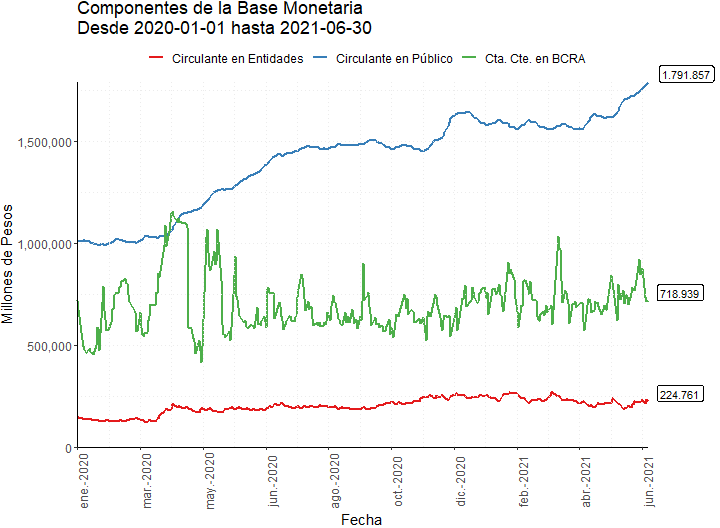 Componentes de la Base Monetaria
Desde 2020-01-01 hasta 2021-06-30
Circulante en Entidades Circulante en Público Cta. Cte. en BCRA
Millones de Pesos
1,500,000
1,000,000
500,000
0
1.791.857
718.939
224.761
ene.-2020
mar.-2020
may.-2020
jun.-2020
ago.-2020
oct.-2020
dic.-2020
feb.-2021
abr.-2021
jun.-2021
Fecha